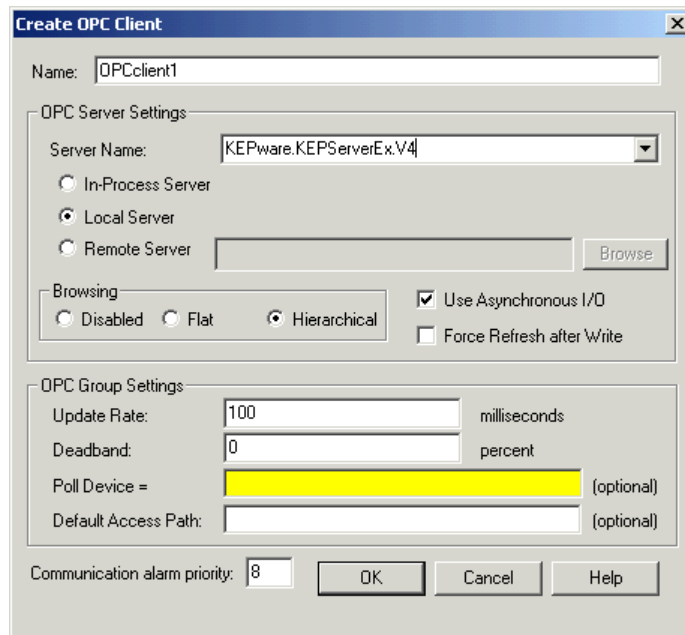 Create OPC Client
Name: OPCclient1
OPC Server Settings
Server Name: KEPware.KEPServerEx.V4
In-Process Server
Local Server
Remote Server Browse
Browsing
Disabled Flat Hierarchical
Use Asynchronous I/O
Force Refresh after Write
OPC Group Settings
Update Rate: 100 milliseconds
Deadband: 0 percent
Poll Device = (optional)
Default Access Path: (optional)
Communication alarm priority: 8 OK Cancel Help